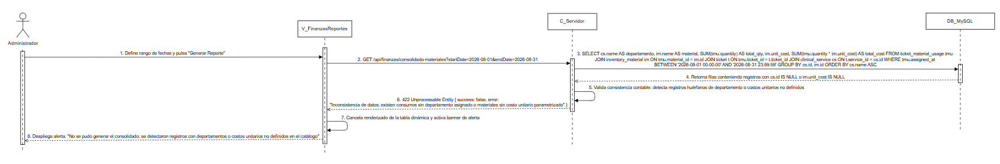 Administrador
V_FinanzasReportes
C_Servidor
DB_MySQL
1. Define rango de fechas y pulsa "Generar Reporte"
2. GET /api/finanzas/consolidado-materiales?startDate=2026-08-01&endDate=2026-08-31
3. SELECT cs.name AS departamento, im.name AS material, SUM(tmu.quantity) AS total_qty, im.unit_cost, SUM(tmu.quantity * im.unit_cost) AS total_cost FROM ticket_material_usage tmu
JOIN inventory_material im ON tmu.material_id = im.id JOIN ticket t ON tmu.ticket_id = t.ticket_id JOIN clinical_service cs ON t.service_id = cs.id WHERE tmu.assigned_at
BETWEEN '2026-08-01 00:00:00' AND '2026-08-31 23:59:59' GROUP BY cs.id, im.id ORDER BY cs.name ASC
4. Retorna filas conteniendo registros con cs.id IS NULL o im.unit_cost IS NULL
5. Valida consistencia contable: detecta registros huérfanos de departamento o costos unitarios no definidos
6. 422 Unprocessable Entity { success: false, error:
"Inconsistencia de datos: existen consumos sin departamento asignado o materiales sin costo unitario parametrizado" }
7. Cancela renderizado de la tabla dinámica y activa banner de alerta
8. Despliega alerta: "No se pudo generar el consolidado: se detectaron registros con departamentos o costos unitarios no definidos en el catálogo"